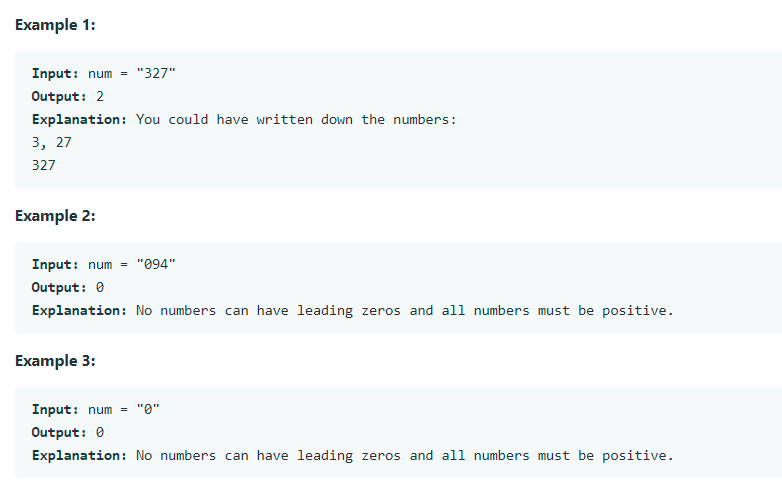 Example 1:
Input: num = "327"
Output: 2
Explanation: You could have written down the numbers:
3, 27
327
Example 2:
Input: num = "094"
Output: 0
Explanation: No numbers can have leading zeros and all numbers must be positive.
Example 3:
Input: num = "0"
Output: 0
Explanation: No numbers can have leading zeros and all numbers must be positive.